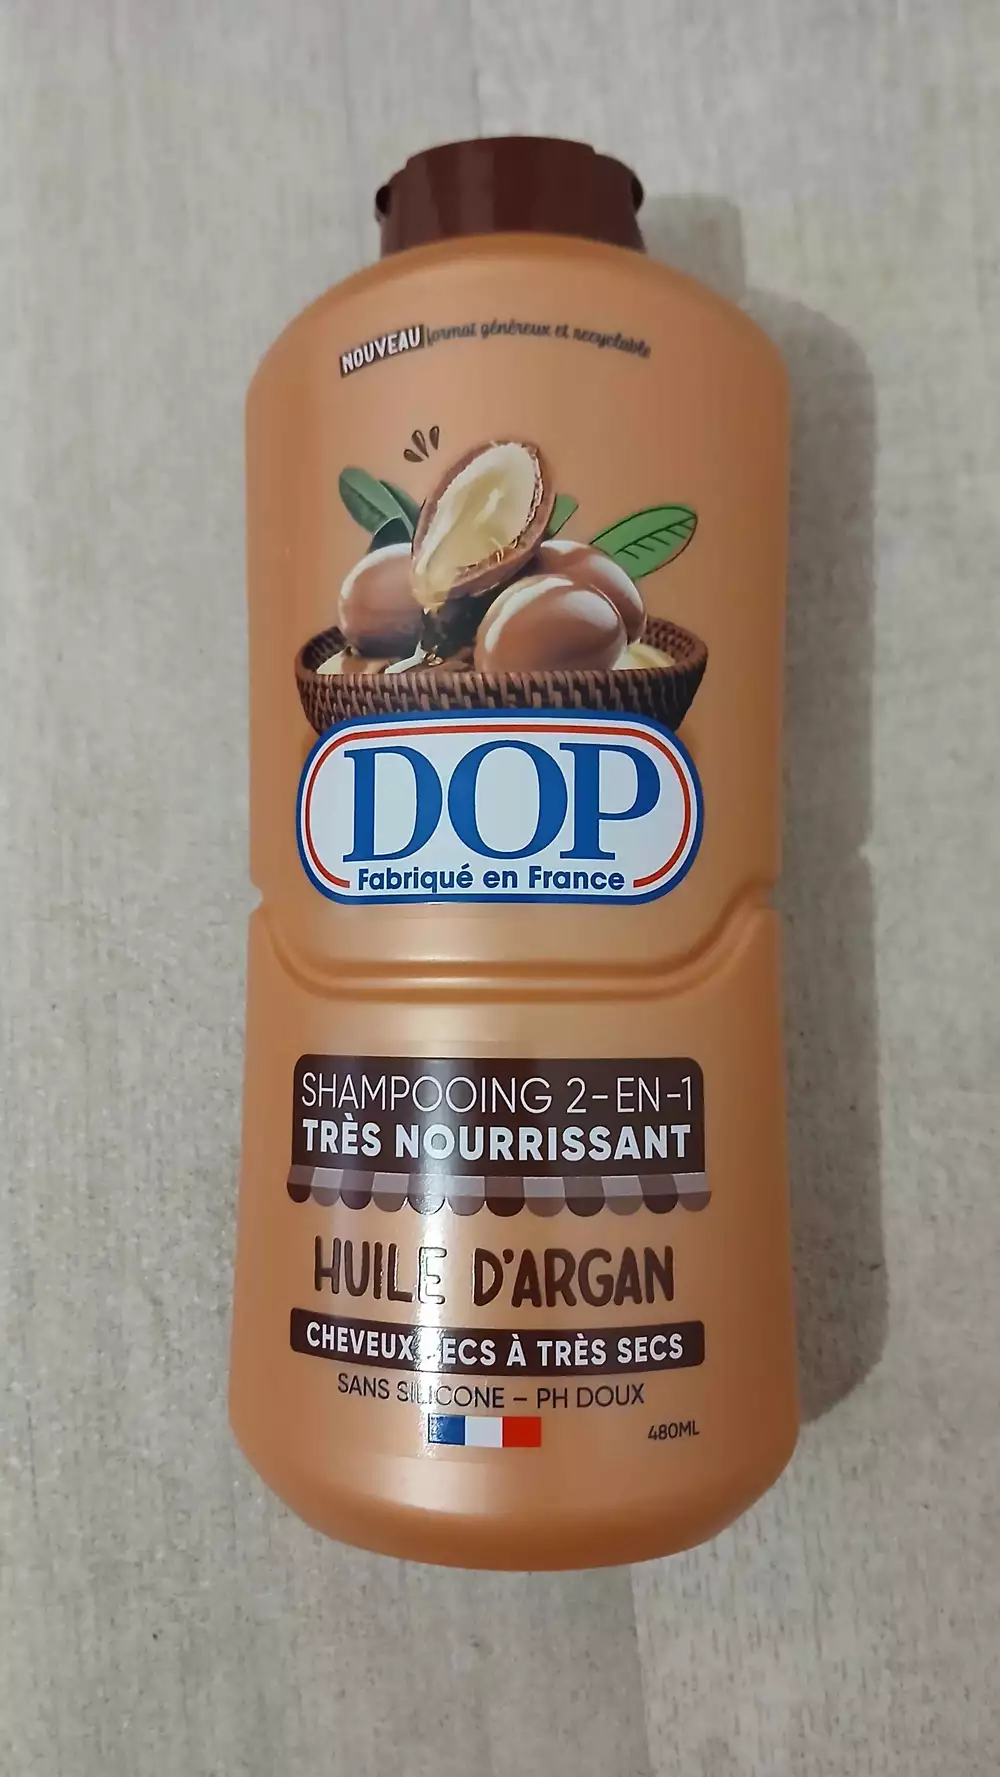 NOUVEAU format généreux et recyclable
DOP
Fabriqué en France
SHAMPOOING 2-EN-1
TRÈS NOURRISSANT
HUILE D'ARGAN
CHEVEUX SECS À TRÈS SECS
SANS SILICONE – PH DOUX
480ML